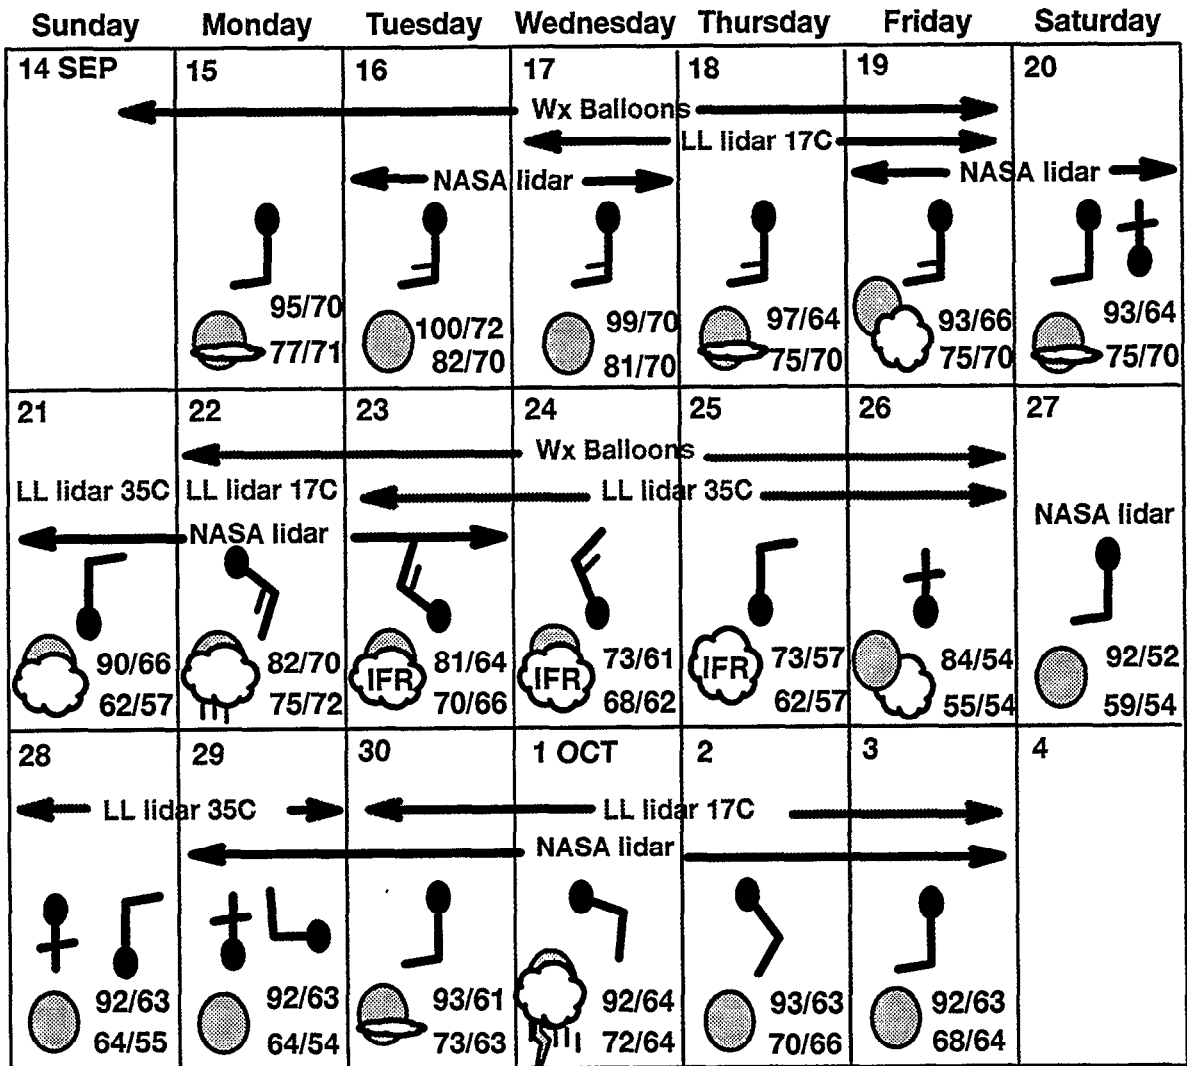 Sunday Monday Tuesday Wednesday Thursday Friday Saturday
14 SEP 15 16 17 18 19 20
Wx Balloons
LL lidar 17C
NASA lidar NASA lidar
95/70 100/72 99/70 97/64 93/66 93/64
77/71 82/70 81/70 75/70 75/70 75/70
21 22 23 24 25 26 27
Wx Balloons
LL lidar 35C LL lidar 17C LL lidar 35C
NASA lidar NASA lidar
90/66 82/70 81/64 73/61 73/57 84/54 92/52
IFR IFR IFR
62/57 75/72 70/66 68/62 62/57 55/54 59/54
28 29 30 1 OCT 2 3 4
LL lidar 35C LL lidar 17C
NASA lidar
92/63 92/63 93/61 92/64 93/63 92/63
64/55 64/54 73/63 72/64 70/66 68/64